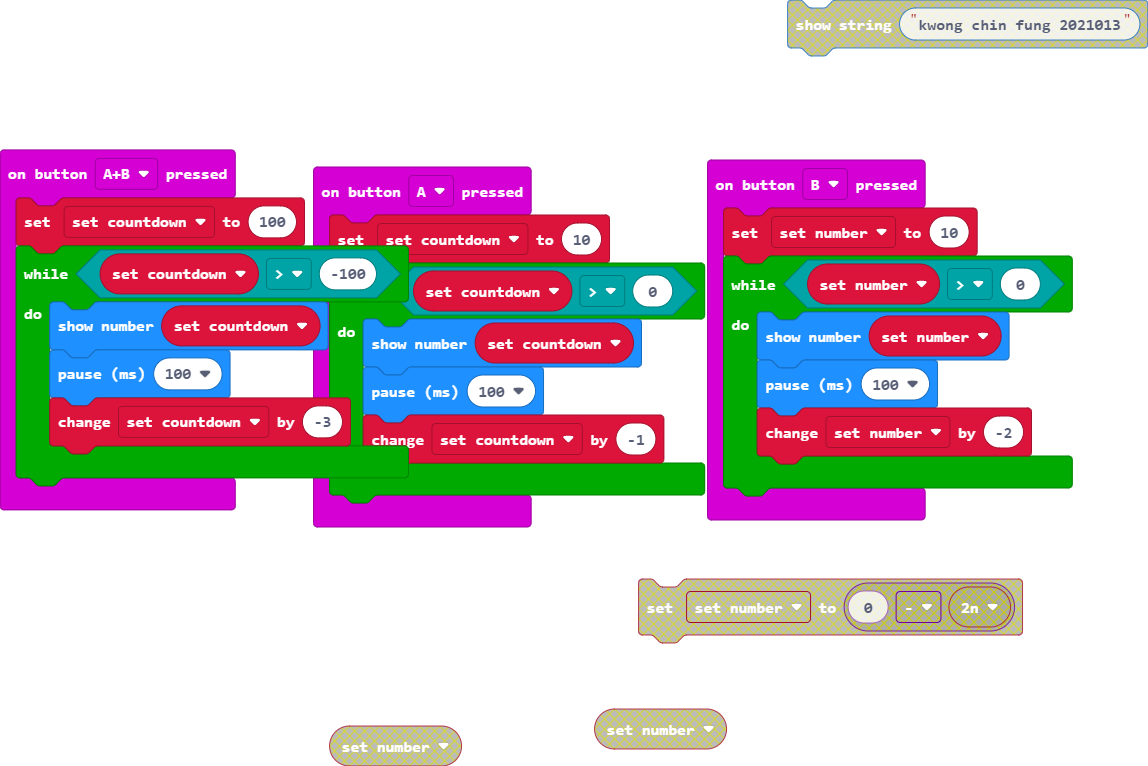 show string "kwong chin fung 2021013"
on button A+B pressed
set set countdown to 100
while set countdown > -100
do
show number set countdown
pause (ms) 100
change set countdown by -3
on button A pressed
set set countdown to 10
set countdown > 0
do
show number set countdown
pause (ms) 100
change set countdown by -1
on button B pressed
set set number to 10
while set number > 0
do
show number set number
pause (ms) 100
change set number by -2
set set number to 0 - 2n
set number
set number